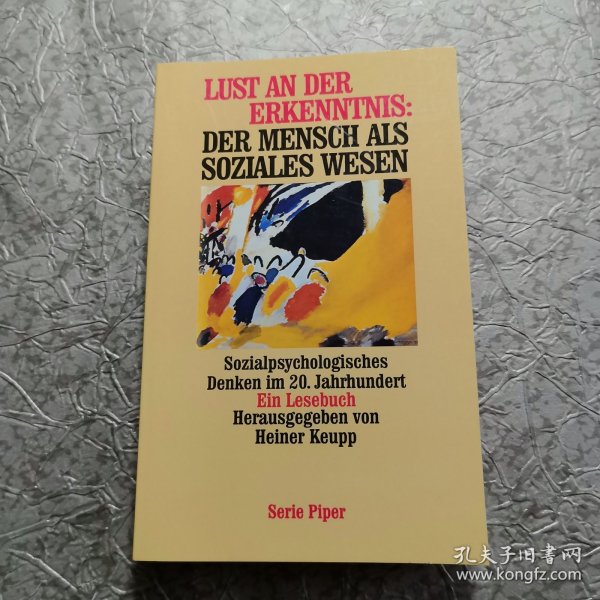 LUST AN DER
ERKENNTNIS:
DER MENSCH ALS
SOZIALES WESEN
Sozialpsychologisches
Denken im 20. Jahrhundert
Ein Lesebuch
Herausgegeben von
Heiner Keupp
Serie Piper
孔夫子旧书网
www.kongfz.com